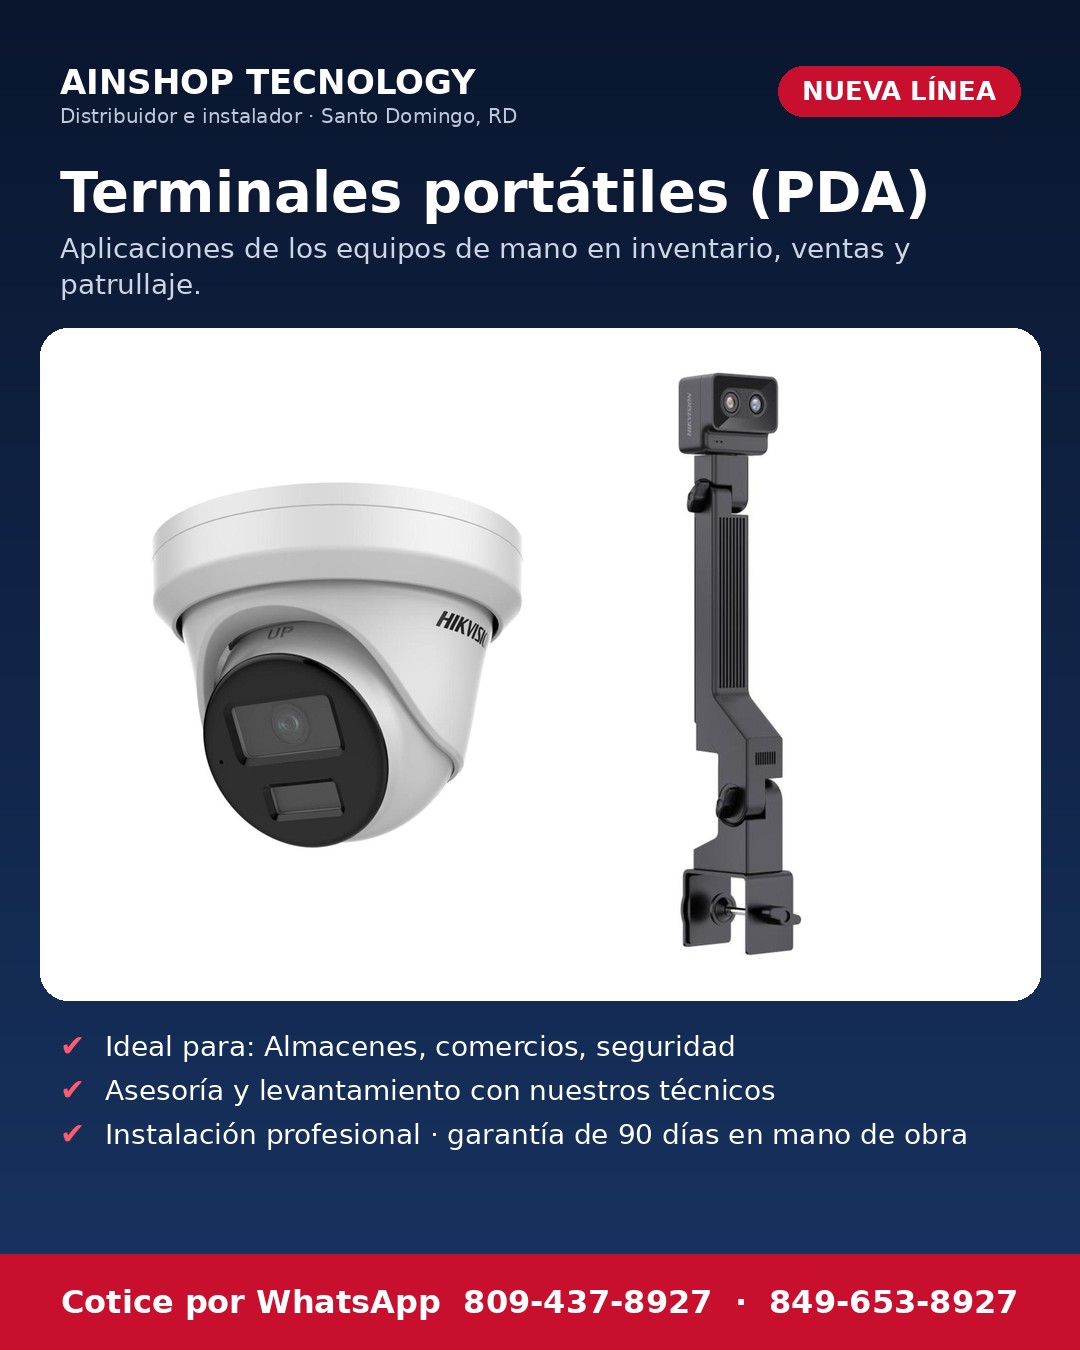 AINSHOP TECNOLOGY
NUEVA LÍNEA
Distribuidor e instalador · Santo Domingo, RD
Terminales portátiles (PDA)
Aplicaciones de los equipos de mano en inventario, ventas y
patrullaje.
HIKVISION
UP
✔ Ideal para: Almacenes, comercios, seguridad
✔ Asesoría y levantamiento con nuestros técnicos
✔ Instalación profesional · garantía de 90 días en mano de obra
Cotice por WhatsApp 809-437-8927 · 849-653-8927